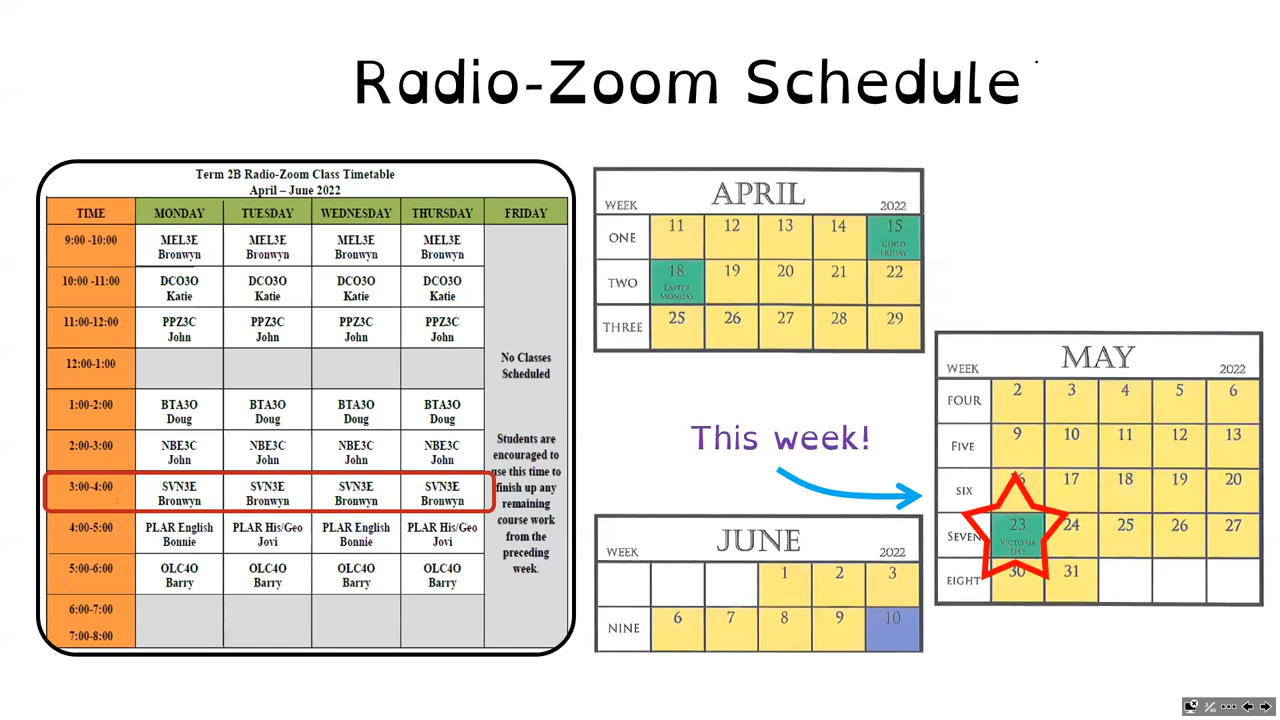 Radio-Zoom Schedule
Term 2B Radio-Zoom Class Timetable
April – June 2022
TIME MONDAY TUESDAY WEDNESDAY THURSDAY FRIDAY
9:00 -10:00 MEL3E MEL3E MEL3E MEL3E
Bronwyn Bronwyn Bronwyn Bronwyn
10:00 -11:00 DCO3O DCO3O DCO3O DCO3O
Katie Katie Katie Katie
11:00-12:00 PPZ3C PPZ3C PPZ3C PPZ3C
John John John John
12:00-1:00
No Classes
Scheduled
1:00-2:00 BTA3O BTA3O BTA3O BTA3O
Doug Doug Doug Doug
2:00-3:00 NBE3C NBE3C NBE3C NBE3C
John John John John
3:00-4:00 SVN3E SVN3E SVN3E SVN3E
Bronwyn Bronwyn Bronwyn Bronwyn
4:00-5:00 PLAR English PLAR His/Geo PLAR English PLAR His/Geo
Bonnie Jovi Bonnie Jovi
5:00-6:00 OLC4O OLC4O OLC4O OLC4O
Barry Barry Barry Barry
6:00-7:00
7:00-8:00
Students are
encouraged to
use this time to
finish up any
remaining
course work
from the
preceding
week.
WEEK APRIL 2022
ONE 11 12 13 14 15
GOOD
FRIDAY
TWO 18 19 20 21 22
EASTER
MONDAY
THREE 25 26 27 28 29
This week!
WEEK MAY 2022
FOUR 2 3 4 5 6
FIVE 9 10 11 12 13
SIX 16 17 18 19 20
SEVEN 23 24 25 26 27
VICTORIA
DAY
EIGHT 30 31
WEEK JUNE 2022
1 2 3
NINE 6 7 8 9 10